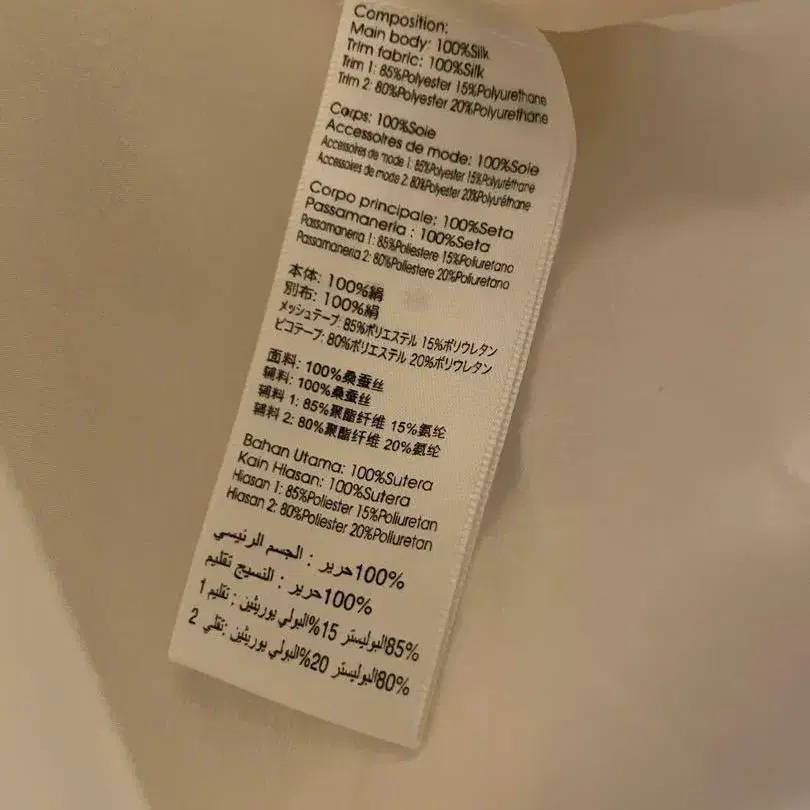 Composition:
Main body: 100%Silk
Trim fabric: 100%Silk
Trim 1: 85%Polyester 15%Polyurethane
Trim 2: 80%Polyester 20%Polyurethane
Corps: 100%Soie
Accessoires de mode: 100%Soie
Accessoires de mode 1: 85%Polyester 15%Polyuréthane
Accessoires de mode 2: 80%Polyester 20%Polyuréthane
Corpo principale: 100%Seta
Passamaneria : 100%Seta
Passamaneria 1: 85%Poliestere 15%Poliuretano
Passamaneria 2: 80%Poliestere 20%Poliuretano
本体: 100%絹
別布: 100%絹
メッシュテープ: 85%ポリエステル 15%ポリウレタン
ピコテープ: 80%ポリエステル 20%ポリウレタン
面料: 100%桑蚕丝
辅料: 100%桑蚕丝
辅料 1: 85%聚酯纤维 15%氨纶
辅料 2: 80%聚酯纤维 20%氨纶
Bahan Utama: 100%Sutera
Kain Hiasan: 100%Sutera
Hiasan 1: 85%Poliester 15%Poliuretan
Hiasan 2: 80%Poliester 20%Poliuretan
100%حرير : الجسم الرئيسي
100%حرير : النسيج تقليم
85%البوليستر 15%البولي يوريثين : تقليم 1
80%البوليستر 20%البولي يوريثين :تقلي 2